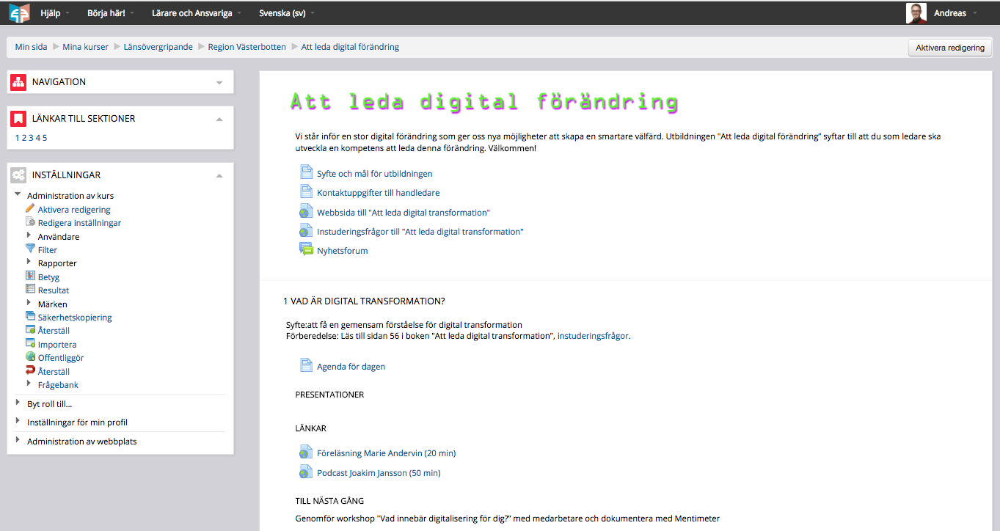 Hjälp Börja här! Lärare och Ansvariga Svenska (sv) Andreas
Min sida Mina kurser Länsövergripande Region Västerbotten Att leda digital förändring Aktivera redigering
NAVIGATION
LÄNKAR TILL SEKTIONER
1 2 3 4 5
INSTÄLLNINGAR
Administration av kurs
Aktivera redigering
Redigera inställningar
Användare
Filter
Rapporter
Betyg
Resultat
Märken
Säkerhetskopiering
Återställ
Importera
Offentliggör
Återställ
Frågebank
Byt roll till...
Inställningar för min profil
Administration av webbplats
Att leda digital förändring
Vi står inför en stor digital förändring som ger oss nya möjligheter att skapa en smartare välfärd. Utbildningen "Att leda digital förändring" syftar till att du som ledare ska
utveckla en kompetens att leda denna förändring. Välkommen!
Syfte och mål för utbildningen
Kontaktuppgifter till handledare
Webbsida till "Att leda digital transformation"
Instuderingsfrågor till "Att leda digital transformation"
Nyhetsforum
1 VAD ÄR DIGITAL TRANSFORMATION?
Syfte:att få en gemensam förståelse för digital transformation
Förberedelse: Läs till sidan 56 i boken "Att leda digital transformation", instuderingsfrågor.
Agenda för dagen
PRESENTATIONER
LÄNKAR
Föreläsning Marie Andervin (20 min)
Podcast Joakim Jansson (50 min)
TILL NÄSTA GÅNG
Genomför workshop "Vad innebär digitalisering för dig?" med medarbetare och dokumentera med Mentimeter